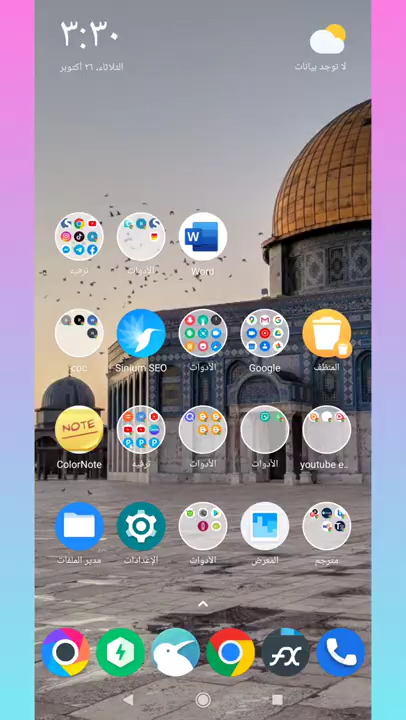 ٣:٣٠
الثلاثاء، ٢٦ أكتوبر
لا توجد بيانات
ترفيه
الأدوات
W
Word
cpc
Sinium SEO
الأدوات
Google
المنظف
NOTE
ColorNote
ترفيه
الأدوات
الأدوات
youtube e..
مدير الملفات
الإعدادات
الأدوات
المعرض
مترجم
FX